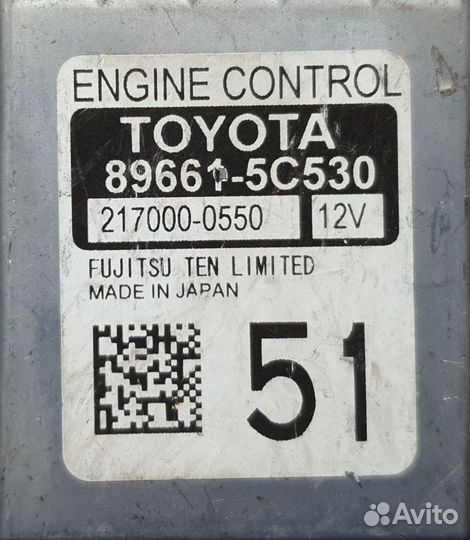 ENGINE CONTROL
TOYOTA
89661-5C530
217000-0550 12V
FUJITSU TEN LIMITED
MADE IN JAPAN
51
Avito